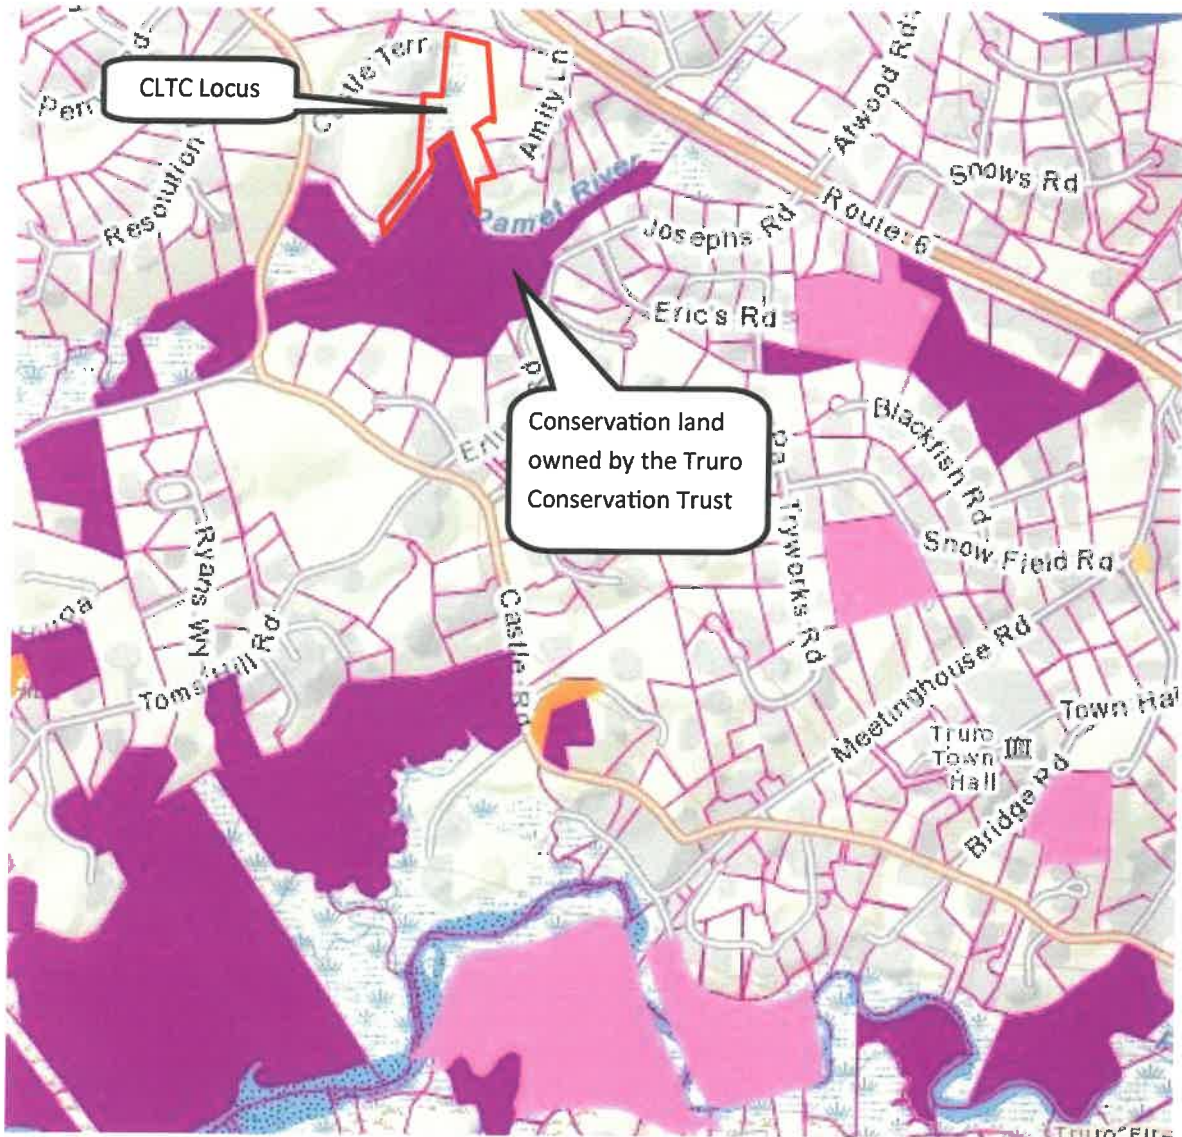 CLTC Locus
Castle Terr
Amity Ln
Atwood Rd
Resolution
Pamet River
Snows Rd
Josephs Rd
Route 6
Eric's Rd
Conservation land
owned by the Truro
Conservation Trust
Blackfish Rd
Snow Field Rd
Tryworks Rd
Ryans Wy
Castle Rd
Toms Hill Rd
Meetinghouse Rd
Town Hal
Truro
Town
Hall
Bridge Rd